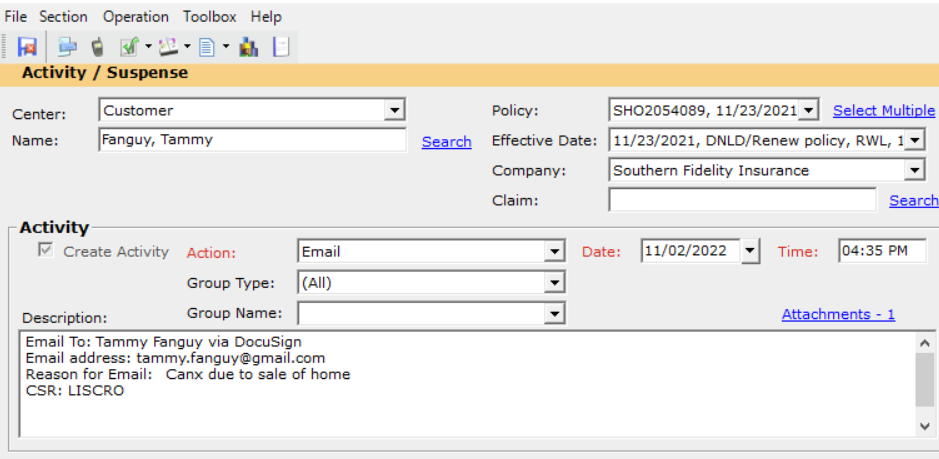 File Section Operation Toolbox Help
Activity / Suspense
Center: Customer Policy: SHO2054089, 11/23/2021 Select Multiple
Name: Fanguy, Tammy Search Effective Date: 11/23/2021, DNLD/Renew policy, RWL, 1
Company: Southern Fidelity Insurance
Claim: Search
Activity
Create Activity Action: Email Date: 11/02/2022 Time: 04:35 PM
Group Type: (All)
Description: Group Name: Attachments - 1
Email To: Tammy Fanguy via DocuSign
Email address: tammy.fanguy@gmail.com
Reason for Email: Canx due to sale of home
CSR: LISCRO